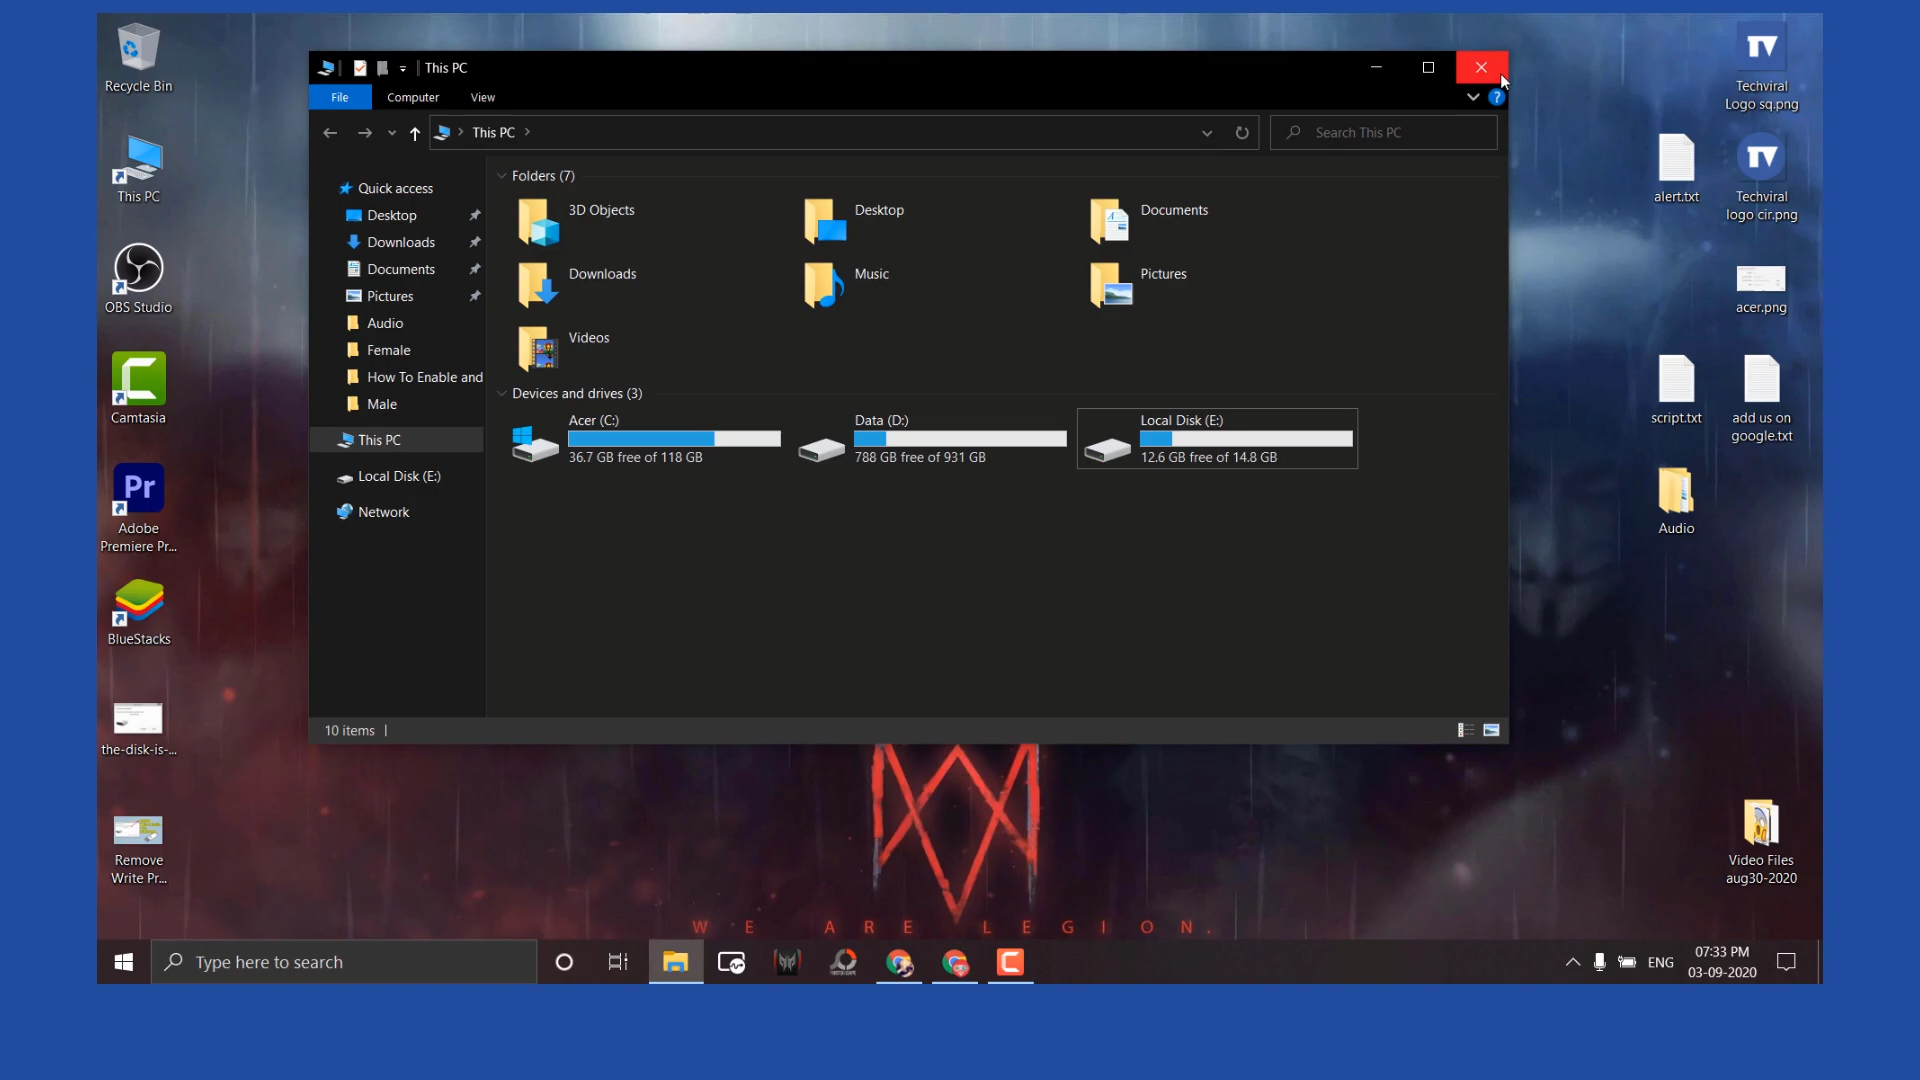 Recycle Bin
This PC
OBS Studio
Camtasia
Pr
Adobe
Premiere Pr...
BlueStacks
the-disk-is-...
Remove
Write Pr...
This PC
File
Computer
View
?
This PC
Search This PC
Quick access
Desktop
Downloads
Documents
Pictures
Audio
Female
How To Enable and
Male
This PC
Local Disk (E:)
Network
Folders (7)
3D Objects
Desktop
Documents
Downloads
Music
Pictures
Videos
Devices and drives (3)
Acer (C:)
36.7 GB free of 118 GB
Data (D:)
788 GB free of 931 GB
Local Disk (E:)
12.6 GB free of 14.8 GB
10 items
TV
Techviral
Logo sq.png
alert.txt
TV
Techviral
logo cir.png
acer.png
script.txt
add us on
google.txt
Audio
Video Files
aug30-2020
WE ARE LEGION.
Type here to search
ENG
07:33 PM
03-09-2020